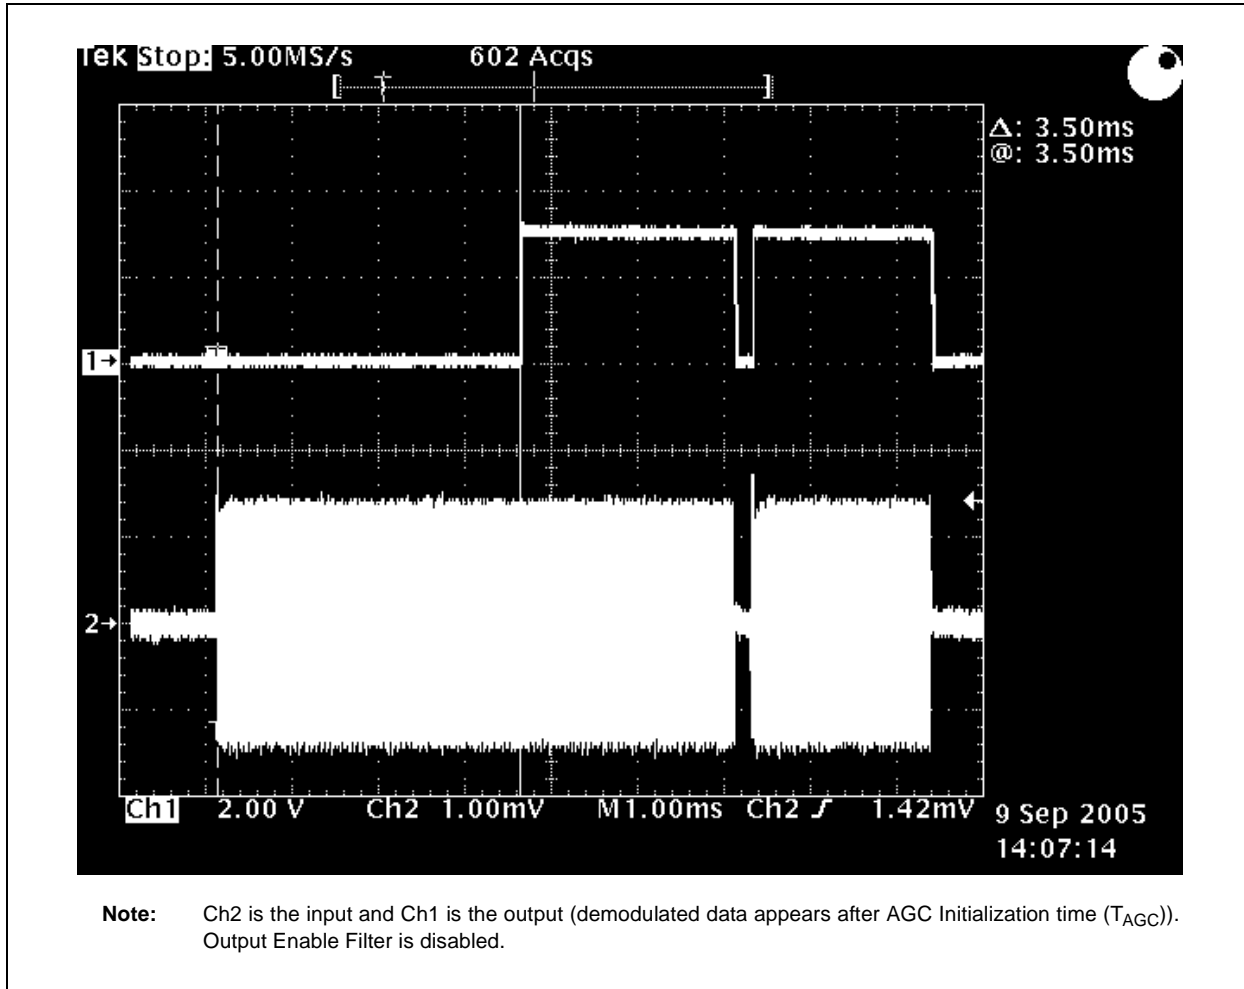 Tek Stop: 5.00MS/s 602 Acqs
Δ: 3.50ms
@: 3.50ms
1→
2→
Ch1 2.00 V Ch2 1.00mV M1.00ms Ch2 ∫ 1.42mV
9 Sep 2005
14:07:14
Note: Ch2 is the input and Ch1 is the output (demodulated data appears after AGC Initialization time (TAGC)).
Output Enable Filter is disabled.